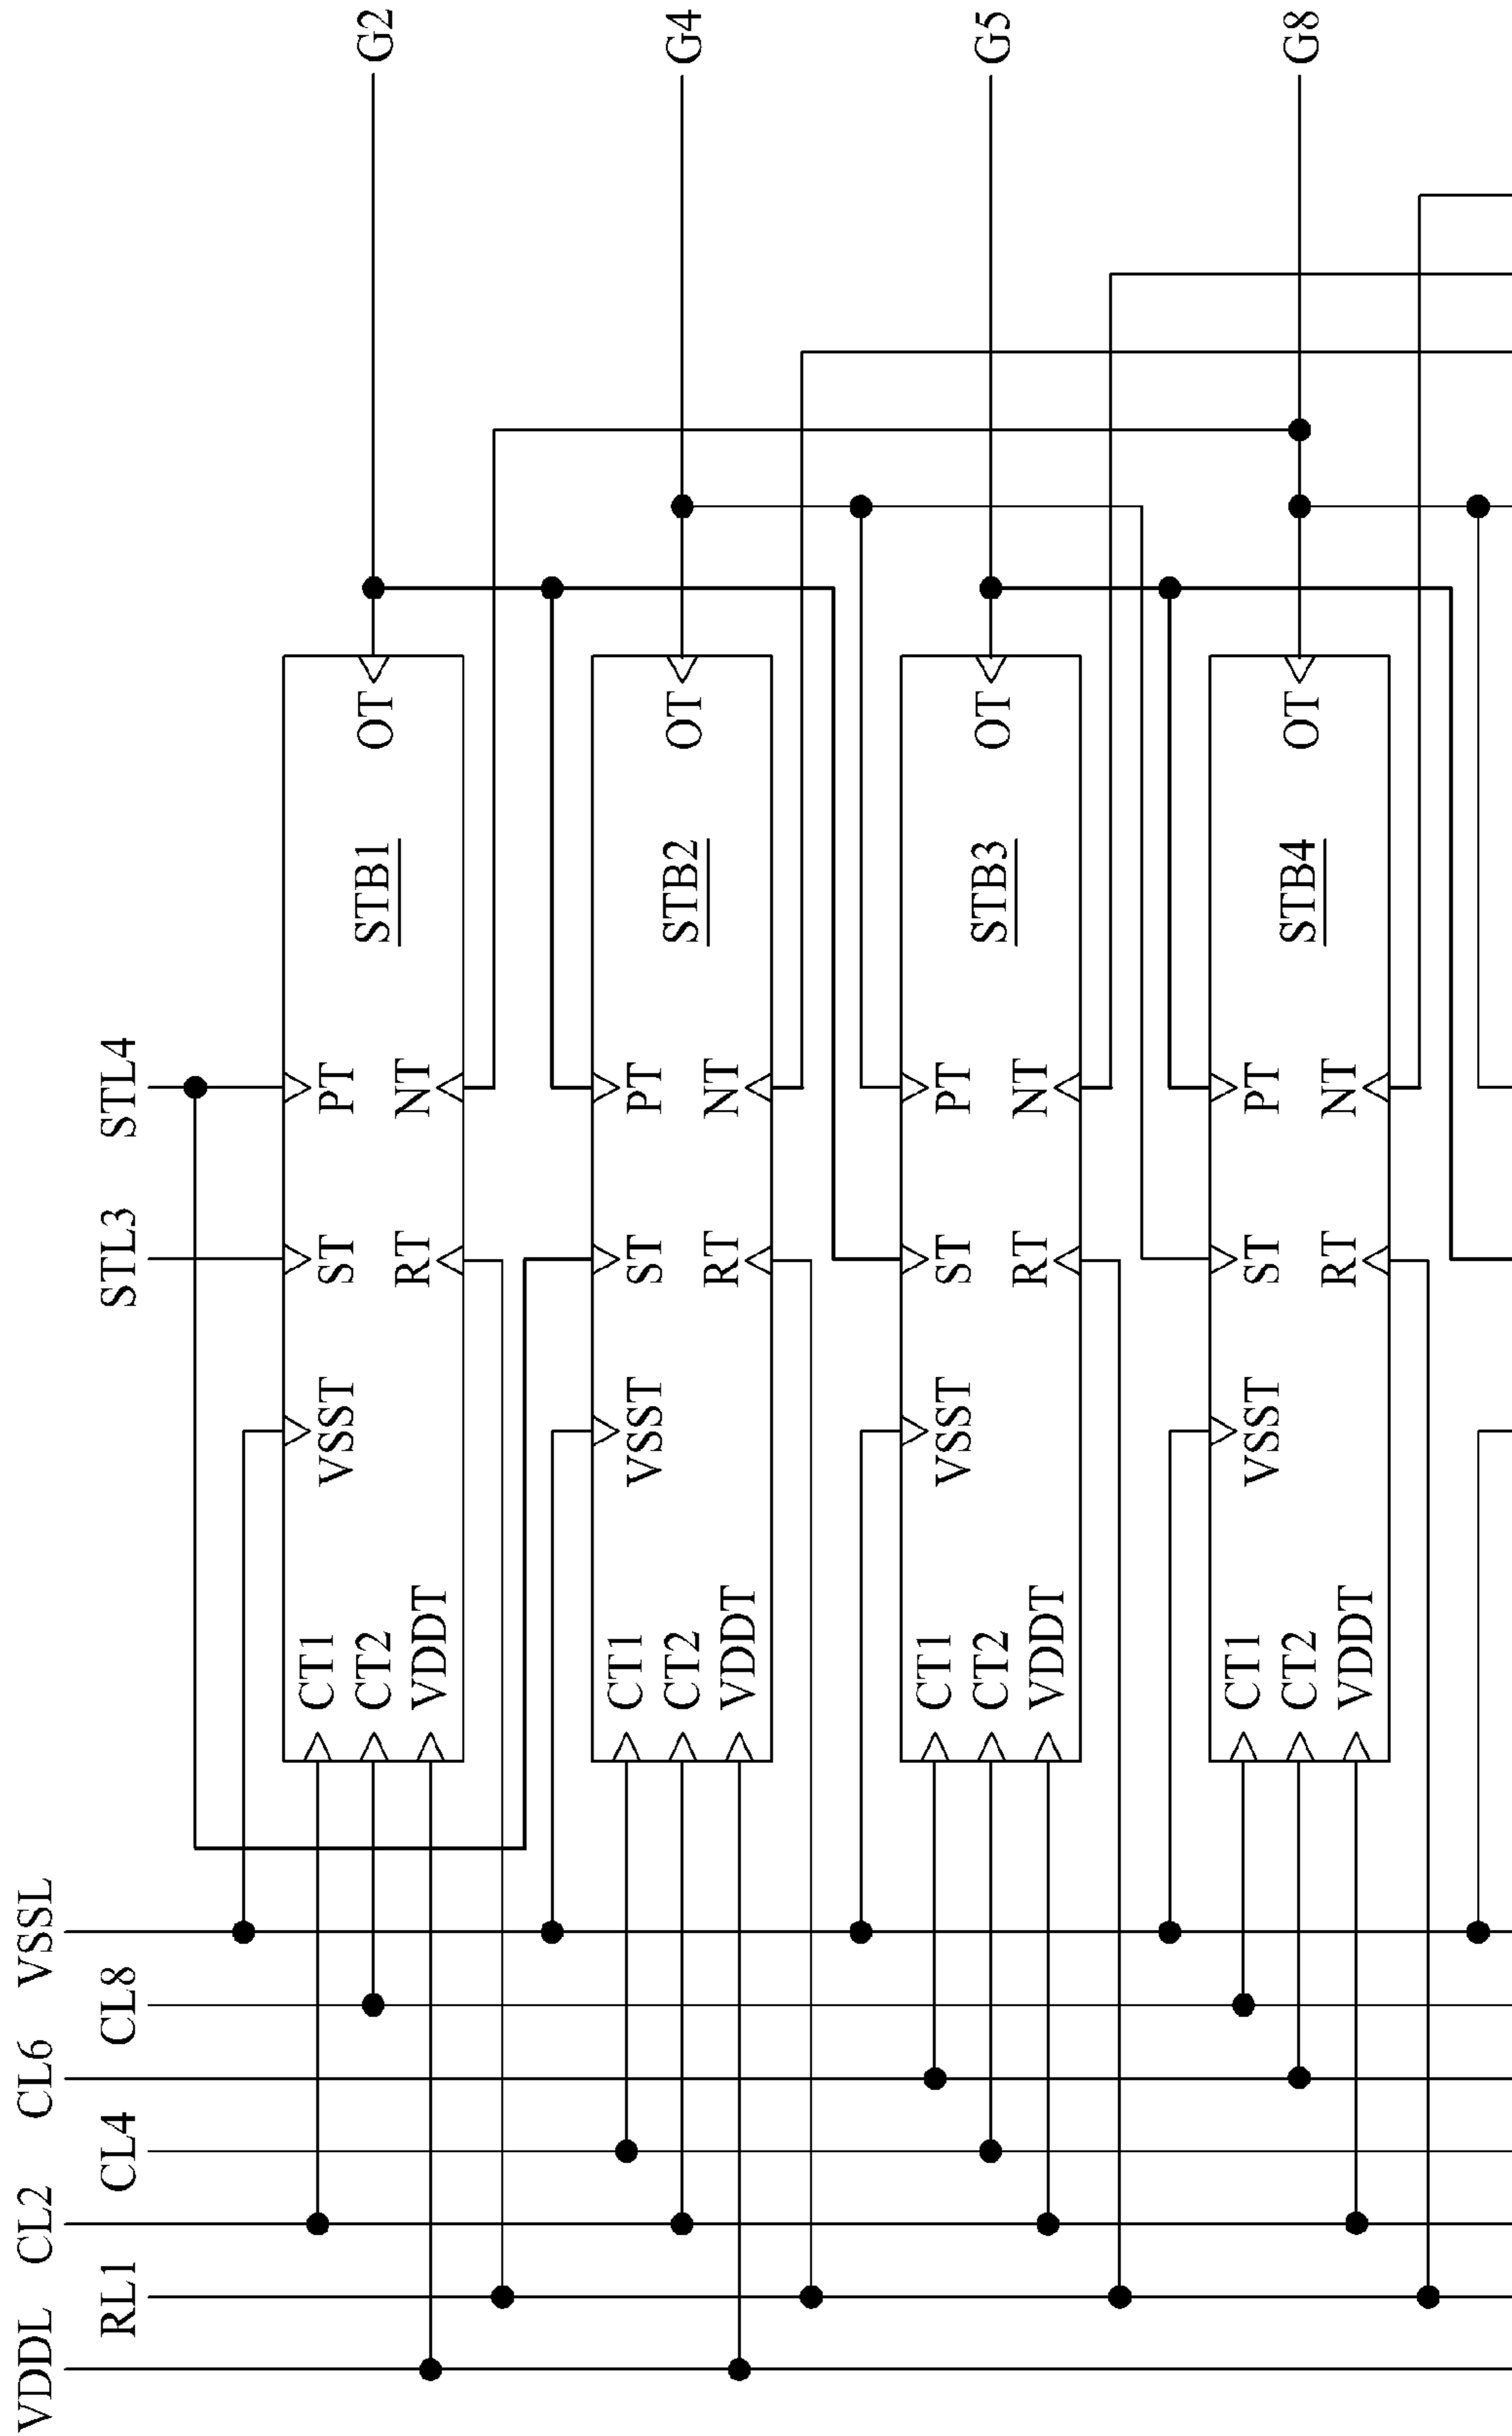 VDDL
RL1
CL2
CL4
CL6
CL8
VSSL
STL3
STL4
CT1
CT2
VDDT
VSST
ST
RT
PT
NT
STB1
OT
G2
CT1
CT2
VDDT
VSST
ST
RT
PT
NT
STB2
OT
G4
CT1
CT2
VDDT
VSST
ST
RT
PT
NT
STB3
OT
G5
CT1
CT2
VDDT
VSST
ST
RT
PT
NT
STB4
OT
G8